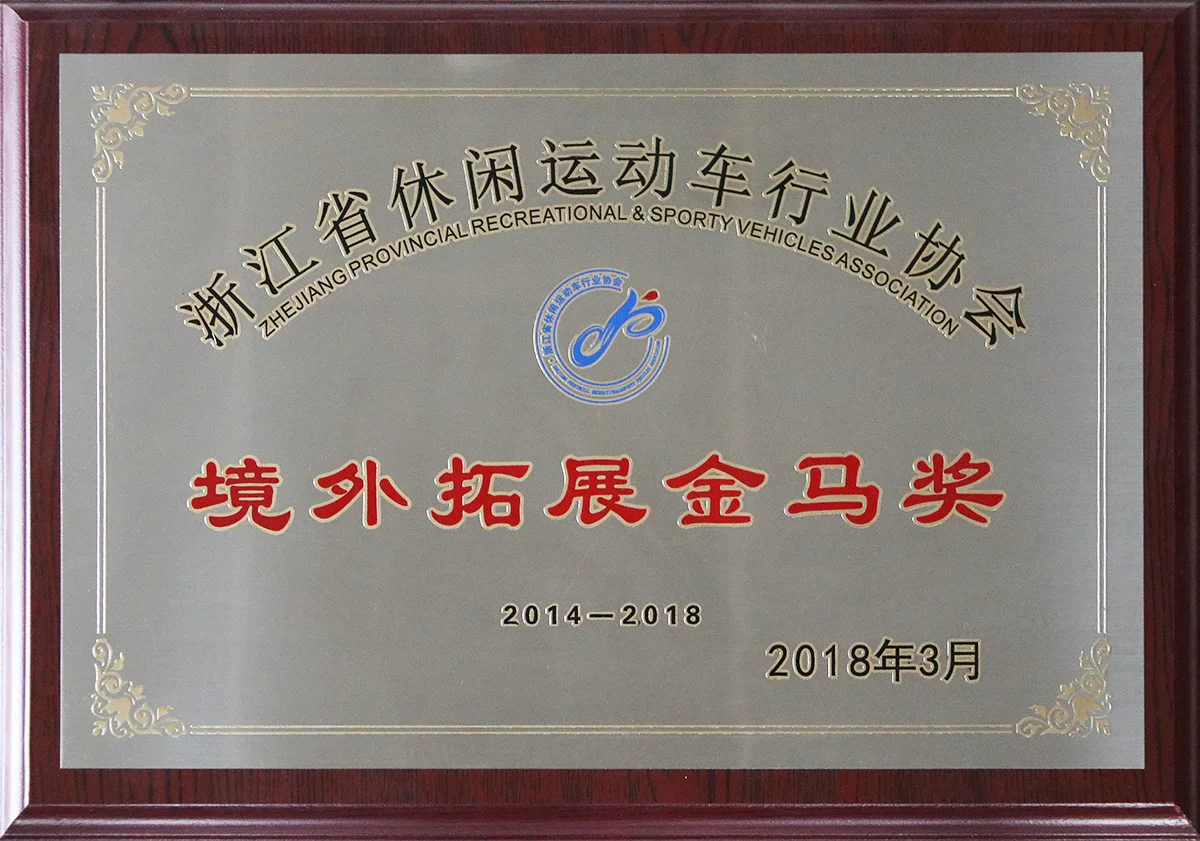 浙江省休闲运动车行业协会
ZHEJIANG PROVINCIAL RECREATIONAL & SPORTY VEHICLES ASSOCIATION
浙江省休闲运动车行业协会
境外拓展金马奖
2014－2018
2018年3月